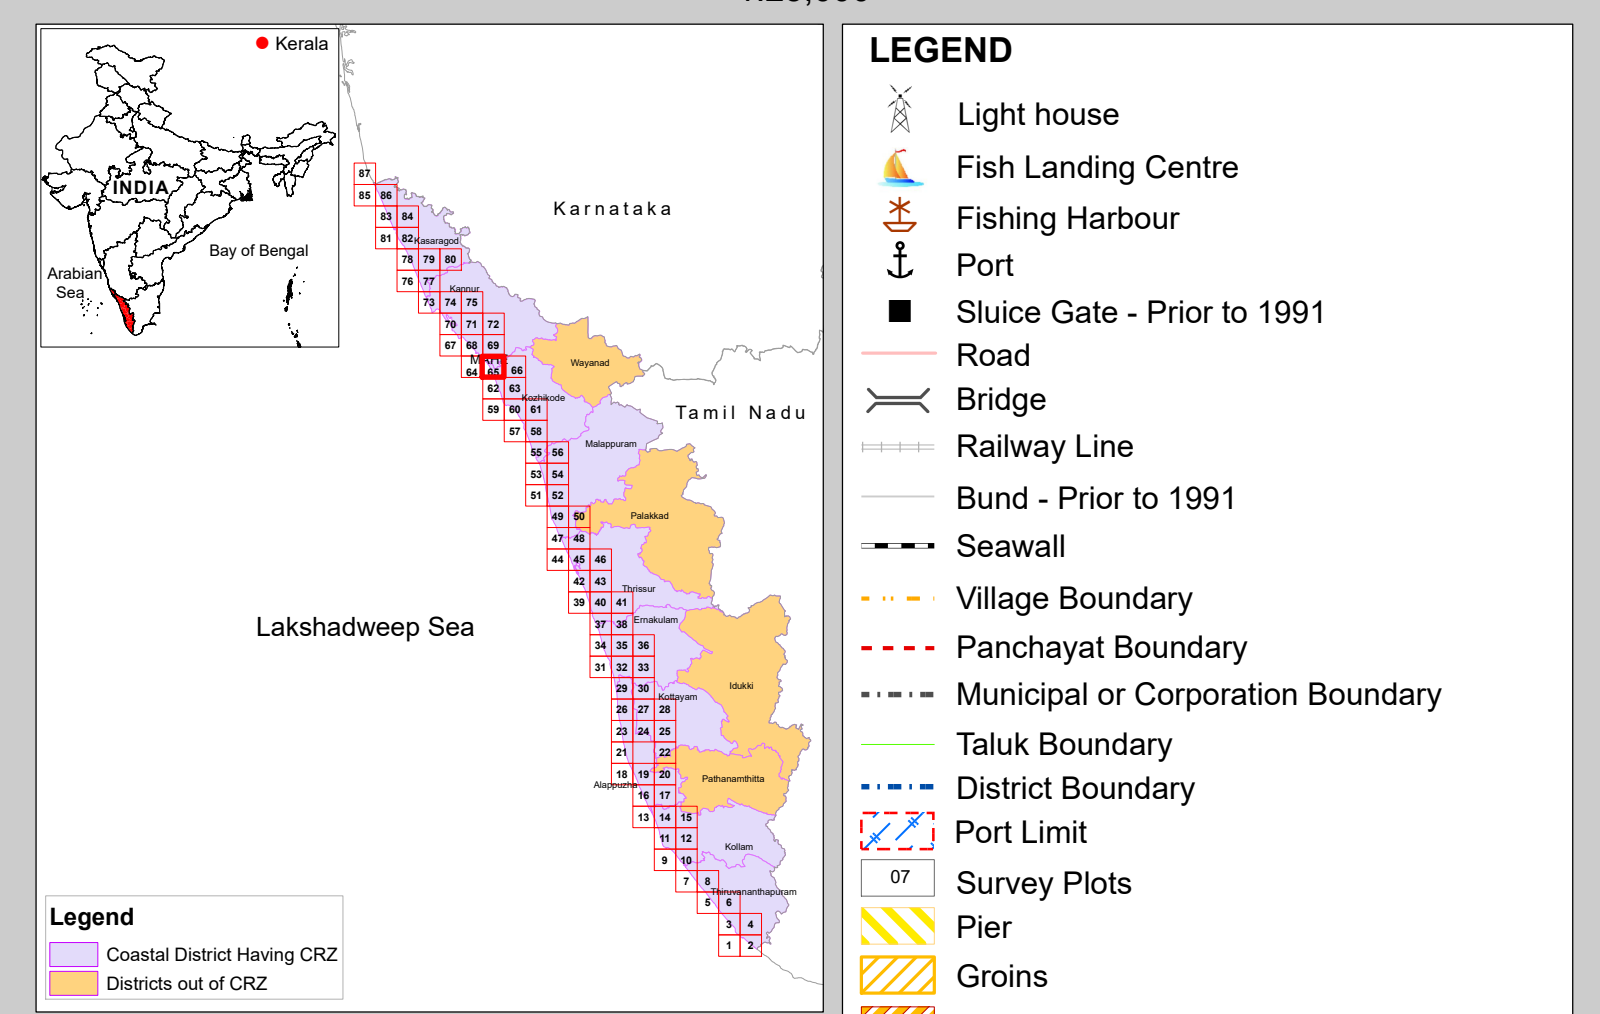 Kerala
INDIA
Bay of Bengal
Arabian
Sea
Karnataka
Tamil Nadu
Lakshadweep Sea
87
85 86
83 84
81 82 Kasaragod
78 79 80
76 77
Kannur
73 74 75
70 71 72
67 68 69
Wayanad
64 65 66
62 63
Kozhikode
59 60 61
57 58
Malappuram
55 56
53 54
51 52
49 50 Palakkad
47 48
44 45 46
42 43
Thrissur
39 40 41
Ernakulam
37 38
34 35 36
31 32 33
29 30 Idukki
Kottayam
26 27 28
23 24 25
21 22
18 19 20 Pathanamthitta
Alappuzha
16 17
13 14 15
11 12
Kollam
9 10
7 8
Thiruvananthapuram
5 6
3 4
1 2
Legend
Coastal District Having CRZ
Districts out of CRZ
LEGEND
Light house
Fish Landing Centre
Fishing Harbour
Port
Sluice Gate - Prior to 1991
Road
Bridge
Railway Line
Bund - Prior to 1991
Seawall
Village Boundary
Panchayat Boundary
Municipal or Corporation Boundary
Taluk Boundary
District Boundary
Port Limit
07
Survey Plots
Pier
Groins